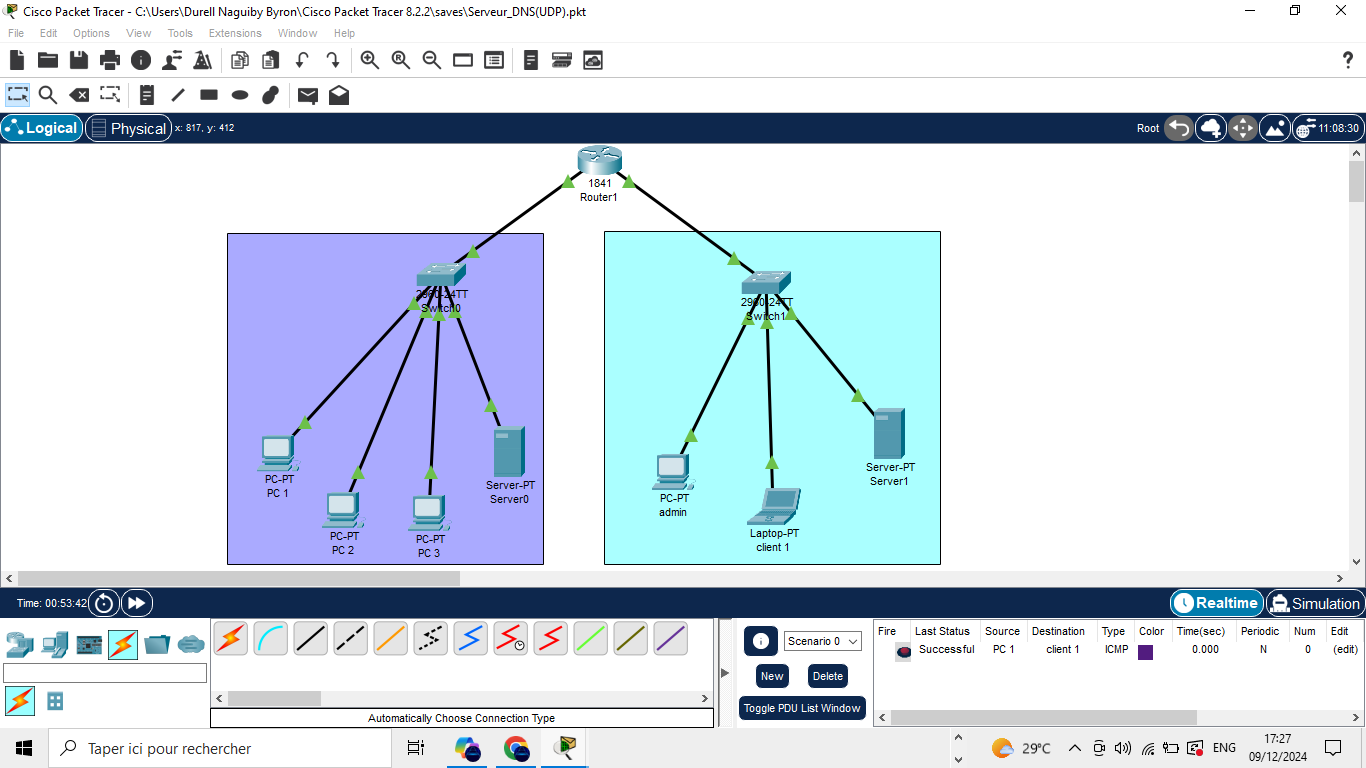 Cisco Packet Tracer - C:\Users\Durell Naguiby Byron\Cisco Packet Tracer 8.2.2\saves\Serveur_DNS(UDP).pkt
File Edit Options View Tools Extensions Window Help
Logical Physical x: 817, y: 412 Root 11:08:30
1841
Router1
2960-24TT
Switch0
2960-24TT
Switch1
PC-PT
PC 1
PC-PT
PC 2
PC-PT
PC 3
Server-PT
Server0
PC-PT
admin
Laptop-PT
client 1
Server-PT
Server1
Time: 00:53:42 Realtime Simulation
Scenario 0
New Delete
Toggle PDU List Window
Fire Last Status Source Destination Type Color Time(sec) Periodic Num Edit
Successful PC 1 client 1 ICMP 0.000 N 0 (edit)
Automatically Choose Connection Type
Taper ici pour rechercher
29°C ENG 17:27
09/12/2024